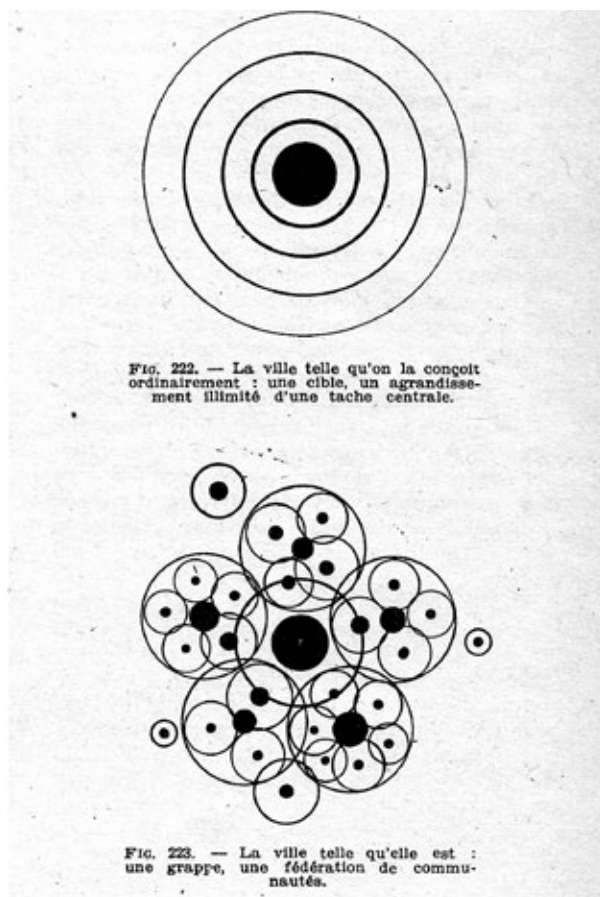 FIG. 222. — La ville telle qu'on la conçoit
ordinairement : une cible, un agrandisse-
ment illimité d'une tache centrale.
FIG. 223. — La ville telle qu'elle est :
une grappe, une fédération de commu-
nautés.